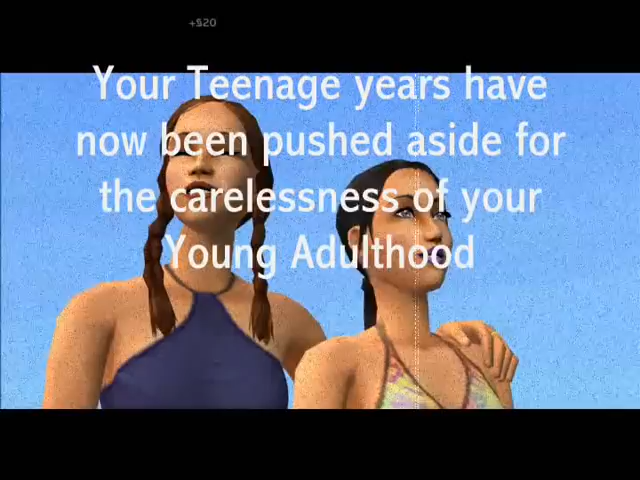 +§20
Your Teenage years have
now been pushed aside for
the carelessness of your
Young Adulthood